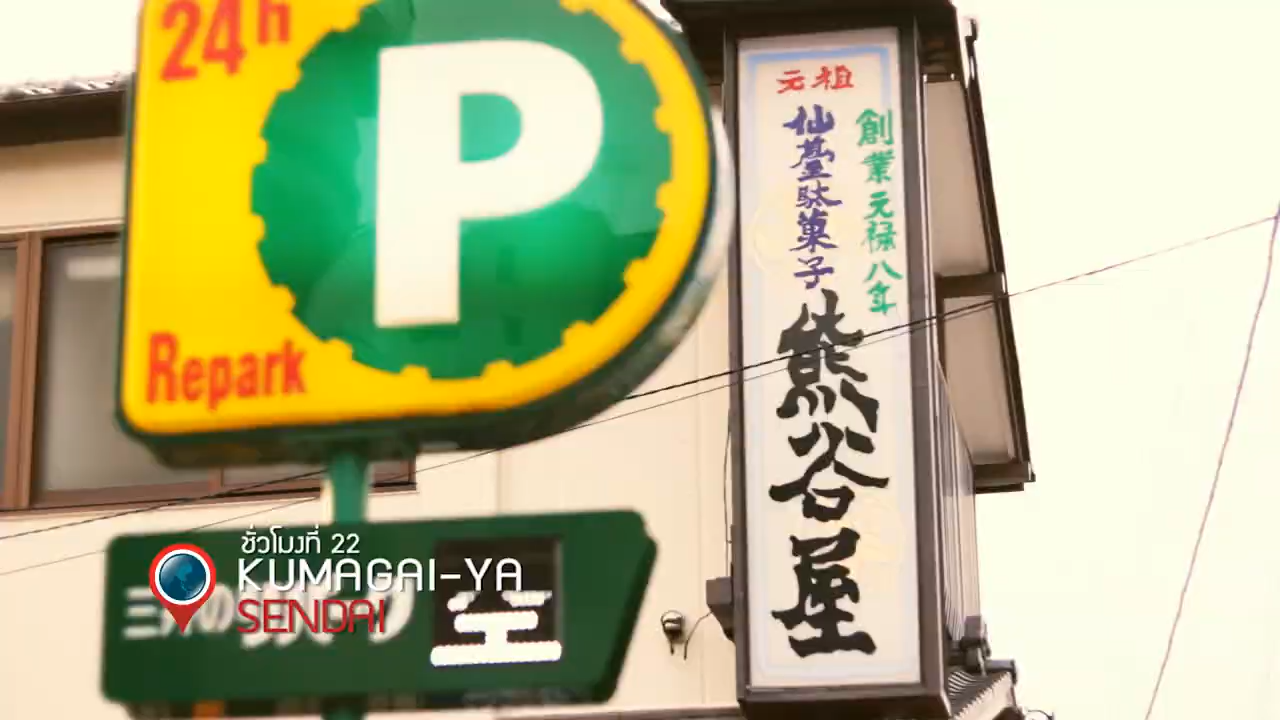 24h
P
Repark
元祖
創業元禄八年
仙臺駄菓子
熊谷屋
ชั่วโมงที่ 22
KUMAGAI-YA
SENDAI
空